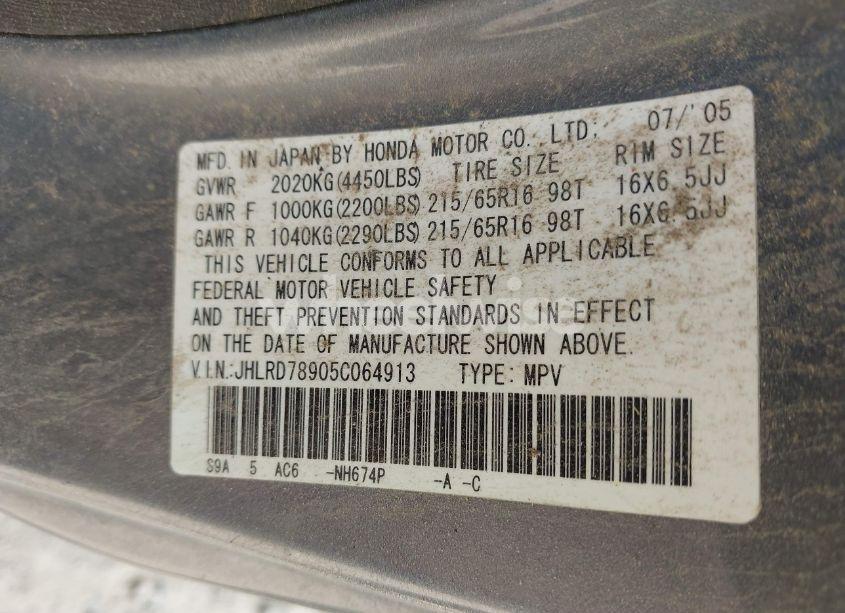 MFD. IN JAPAN BY HONDA MOTOR CO. LTD: 07/'05
GVWR 2020KG(4450LBS) TIRE SIZE RIM SIZE
GAWR F 1000KG(2200LBS) 215/65R16 98T 16X6.5JJ
GAWR R 1040KG(2290LBS) 215/65R16 98T 16X6.5JJ
THIS VEHICLE CONFORMS TO ALL APPLICABLE
FEDERAL MOTOR VEHICLE SAFETY
AND THEFT PREVENTION STANDARDS IN EFFECT
ON THE DATE OF MANUFACTURE SHOWN ABOVE.
V.I.N.:JHLRD78905C064913 TYPE: MPV
S9A 5 AC6 -NH674P -A -C